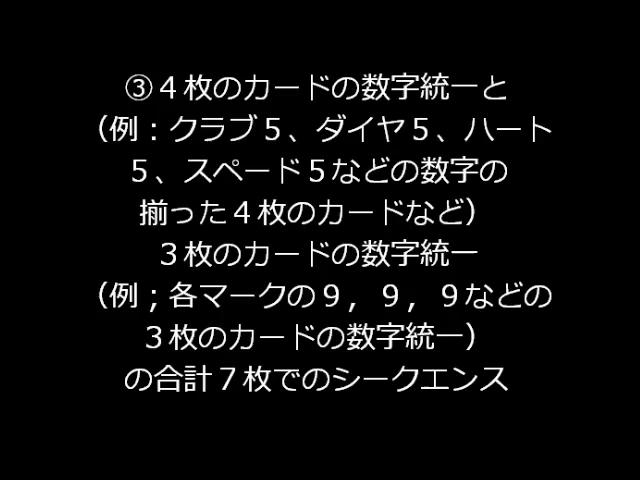 ③４枚のカードの数字統一と
（例：クラブ５、ダイヤ５、ハート
５、スペード５などの数字の
揃った４枚のカードなど）
３枚のカードの数字統一
（例；各マークの９，９，９などの
３枚のカードの数字統一）
の合計７枚でのシークエンス